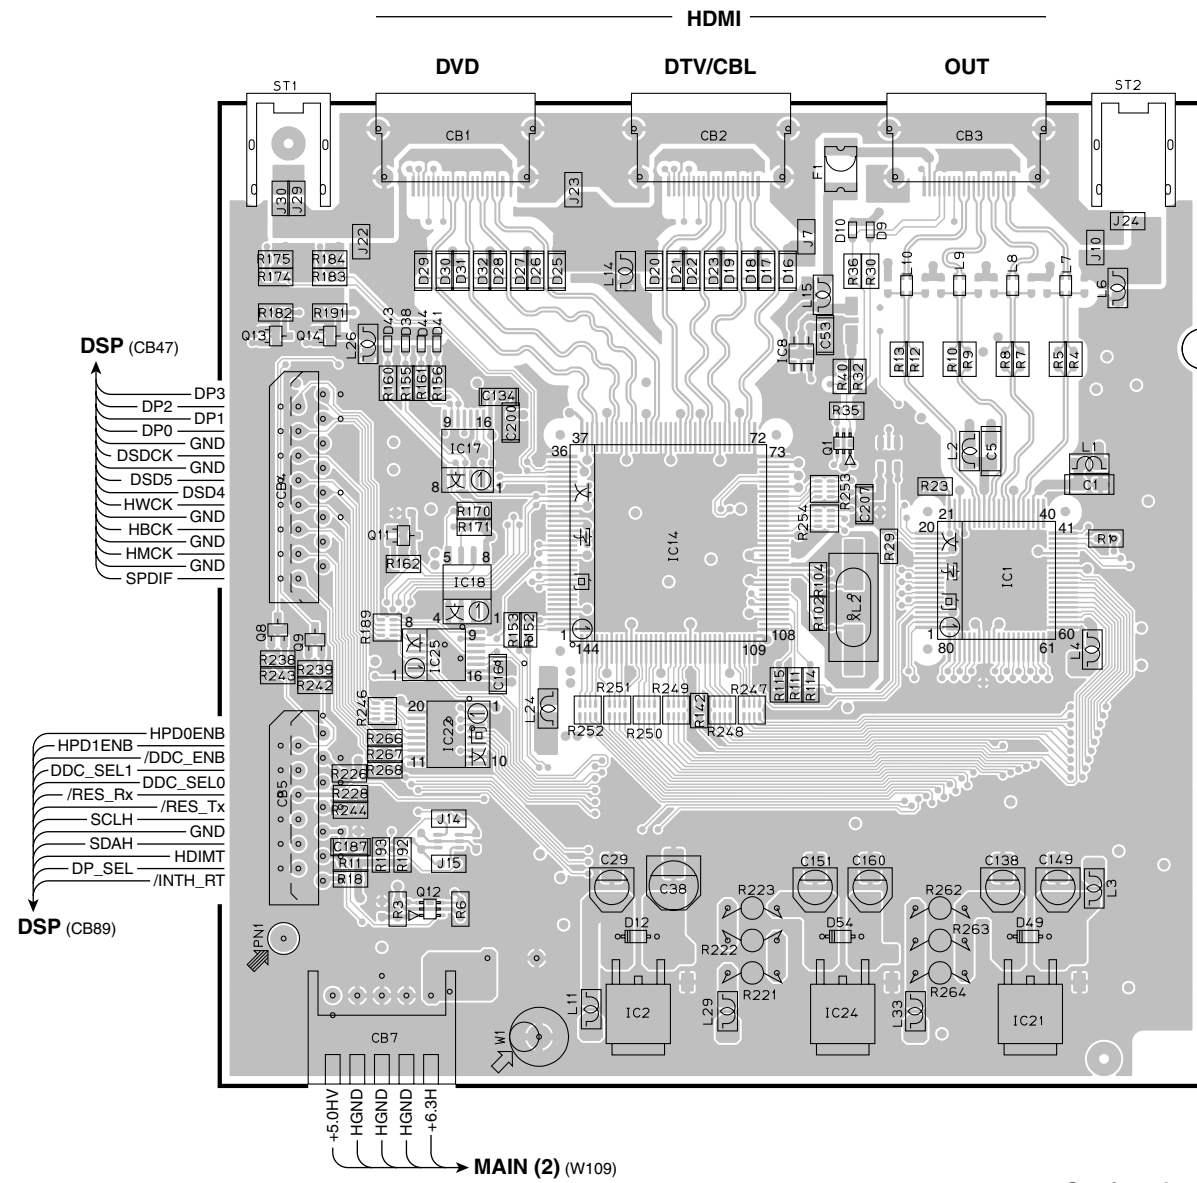 HDMI
DVD DTV/CBL OUT
ST1 ST2
CB1 CB2 CB3
F1
J30 J29 J23 J24
J22 J7 D10 D9 J10
R175 R184
R174 R183
D29 D30 D31 D32 D28 D27 D26 D25 L14 D20 D21 D22 D23 D19 D18 D17 D16 L15 R36 R30 L10 L9 L8 L7 L6
R182 R191
Q13 Q14 L26 D43 D38 D44 D41 IC8 C53
R160 R155 R161 R156 R40 R32 R13 R12 R10 R9 R8 R7 R5 R4
C134 C200 R35
DSP (CB47)
DP3
DP2
DP1
DP0
GND
DSDCK
GND
DSD5
DSD4
HWCK
GND
HBCK
GND
HMCK
GND
SPDIF
9 16
IC17
8 1
37 72
36 73
Q1 L2 C5 L1
C1
R253 R23
R254 C207
R170
R171
Q11
R162
IC14
R29
21 40
20 41
R1
IC1
5 8
IC18
4 1
R104
R102 XL2
1 108
144 109
1 60
80 61
L4
Q8 Q9
R189 8 9
IC25
1 16
R153 R152
R238
R243
R239
R242
L24
R251 R249 R247
R252 R250 R142 R248
R115 R111 R114
R246 20 1
IC22
11 10
R266
R267
R268
R226
R228
R244
CB5
HPD0ENB
HPD1ENB
/DDC_ENB
DDC_SEL1
DDC_SEL0
/RES_Rx
/RES_Tx
SCLH
GND
SDAH
HDIMT
DP_SEL
/INTH_RT
DSP (CB89)
J14
C187 R193 R192
R11 J15
R18
R3 Q12 R6
PN1
C29 C38 C151 C160 C138 C149 L3
R223 R262
D12 D54 D49
R222 R263
R221 R264
L11 IC2 L29 IC24 L33 IC21
CB7 W1
+5.0HV
HGND
HGND
HGND
+6.3H
MAIN (2) (W109)